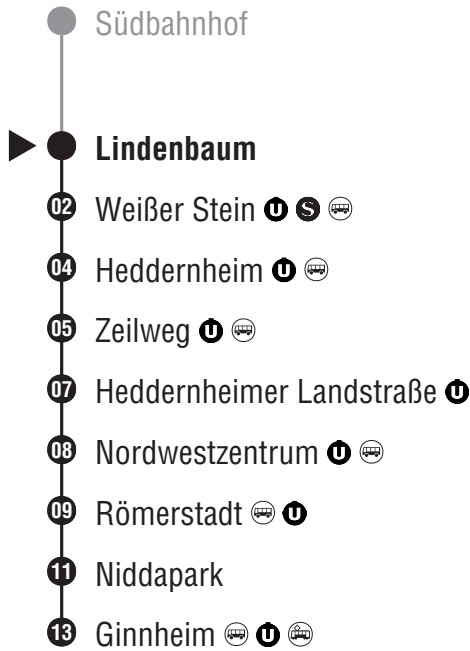 Südbahnhof
Lindenbaum
02 Weißer Stein U S
04 Heddernheim U
05 Zeilweg U
07 Heddernheimer Landstraße U
08 Nordwestzentrum U
09 Römerstadt U
11 Niddapark
13 Ginnheim U